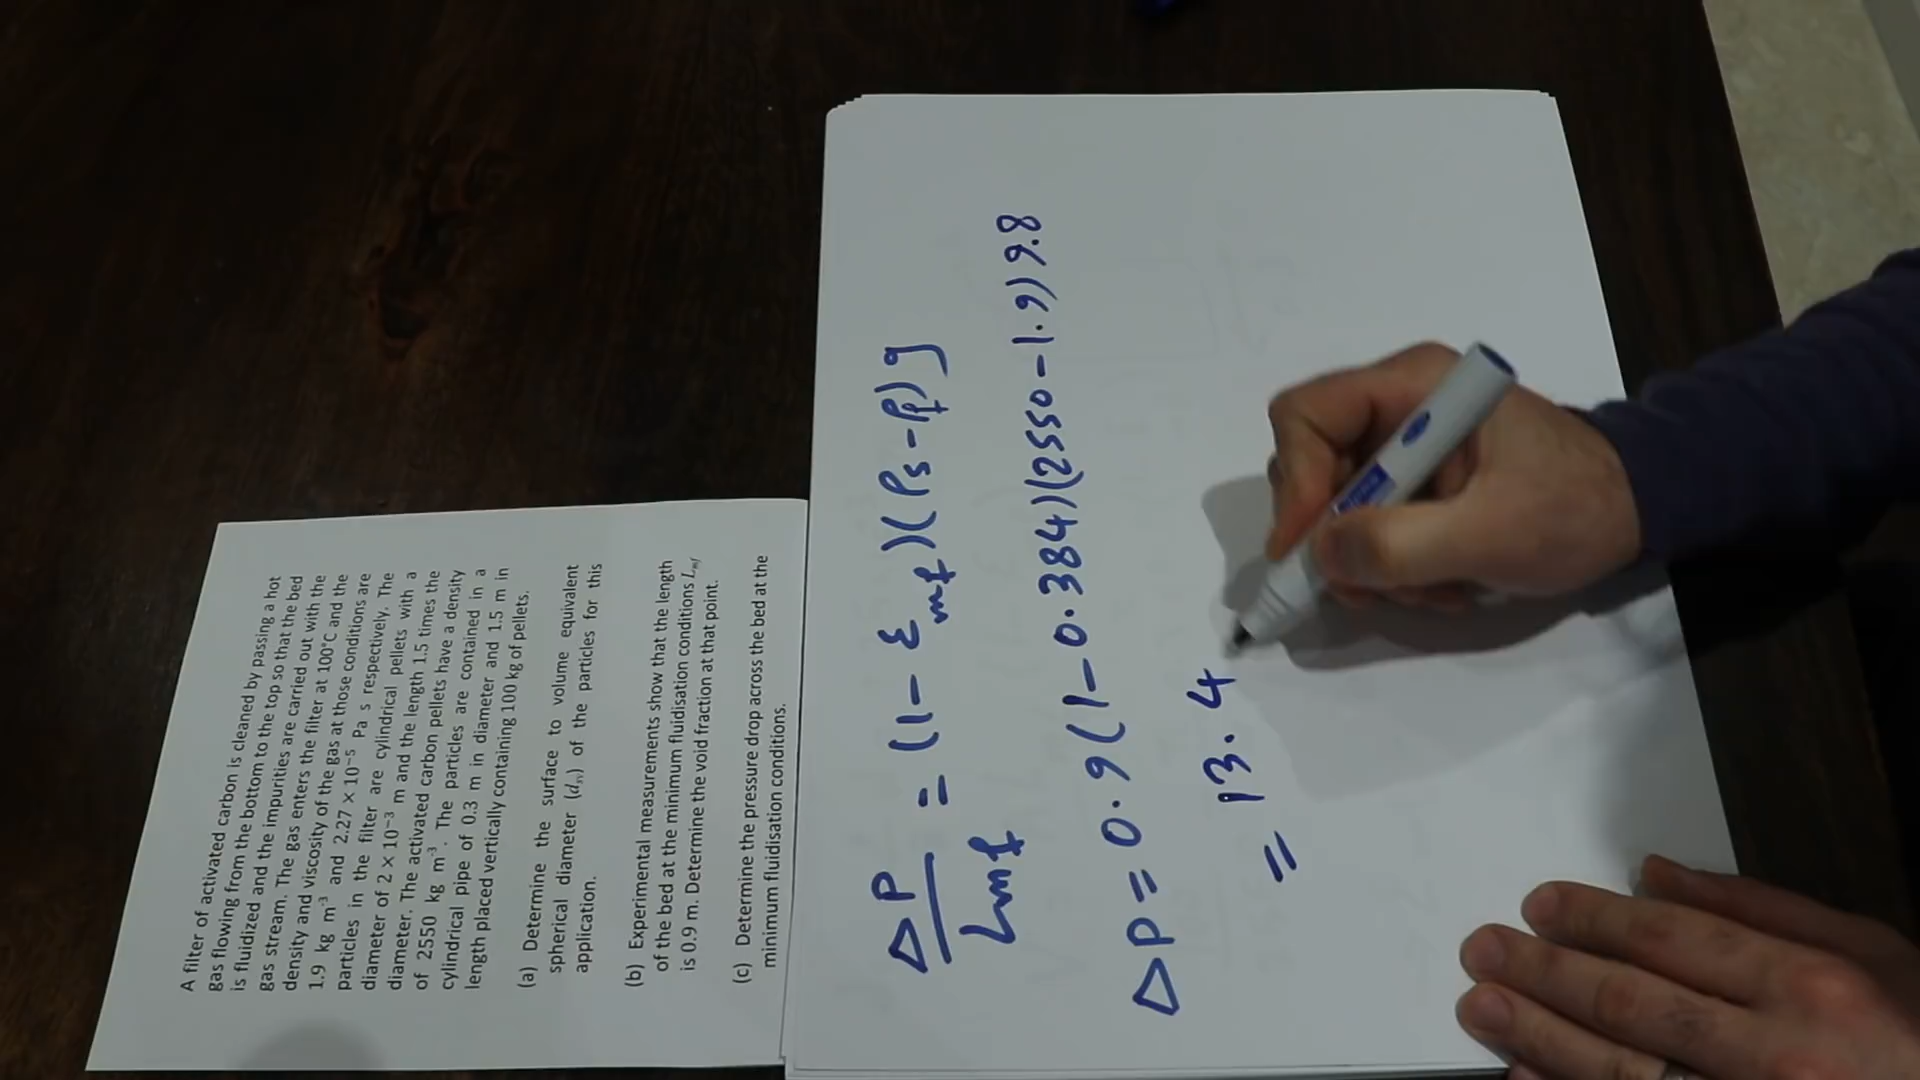 A filter of activated carbon is cleaned by passing a hot
gas flowing from the bottom to the top so that the bed
is fluidized and the impurities are carried out with the
gas stream. The gas enters the filter at 100°C and the
density and viscosity of the gas at those conditions are
1.9 kg m⁻³ and 2.27 × 10⁻⁵ Pa s respectively. The
particles in the filter are cylindrical pellets with a
diameter of 2 × 10⁻³ m and the length 1.5 times the
diameter. The activated carbon pellets have a density
of 2550 kg m⁻³. The particles are contained in a
cylindrical pipe of 0.3 m in diameter and 1.5 m in
length placed vertically containing 100 kg of pellets.
(a) Determine the surface to volume equivalent
spherical diameter (dₛᵥ) of the particles for this
application.
(b) Experimental measurements show that the length
of the bed at the minimum fluidisation conditions Lmf
is 0.9 m. Determine the void fraction at that point.
(c) Determine the pressure drop across the bed at the
minimum fluidisation conditions.
ΔP/Lmf = (1 - εmf)(ρs - ρf)g
ΔP = 0.9(1-0.384)(2550-1.9)9.8
= 13.4